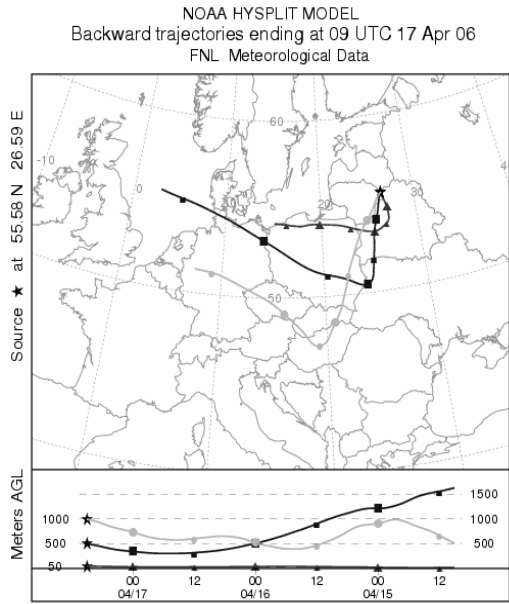 NOAA HYSPLIT MODEL
Backward trajectories ending at 09 UTC 17 Apr 06
FNL Meteorological Data
Source ★ at 55.58 N 26.59 E
60
-10
0
10
20
30
40
50
Meters AGL
1500
1000 1000
500 500
50
00 12 00 12 00 12
04/17 04/16 04/15